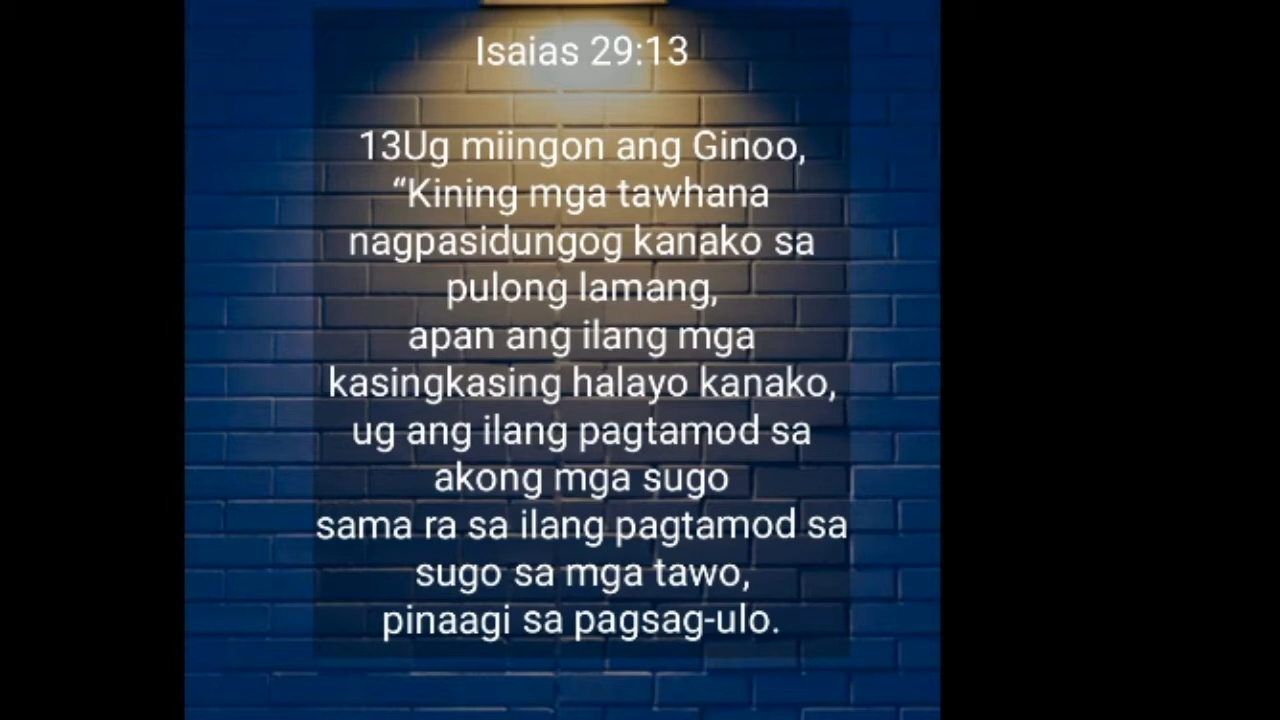 Isaias 29:13
13Ug miingon ang Ginoo,
“Kining mga tawhana
nagpasidungog kanako sa
pulong lamang,
apan ang ilang mga
kasingkasing halayo kanako,
ug ang ilang pagtamod sa
akong mga sugo
sama ra sa ilang pagtamod sa
sugo sa mga tawo,
pinaagi sa pagsag-ulo.